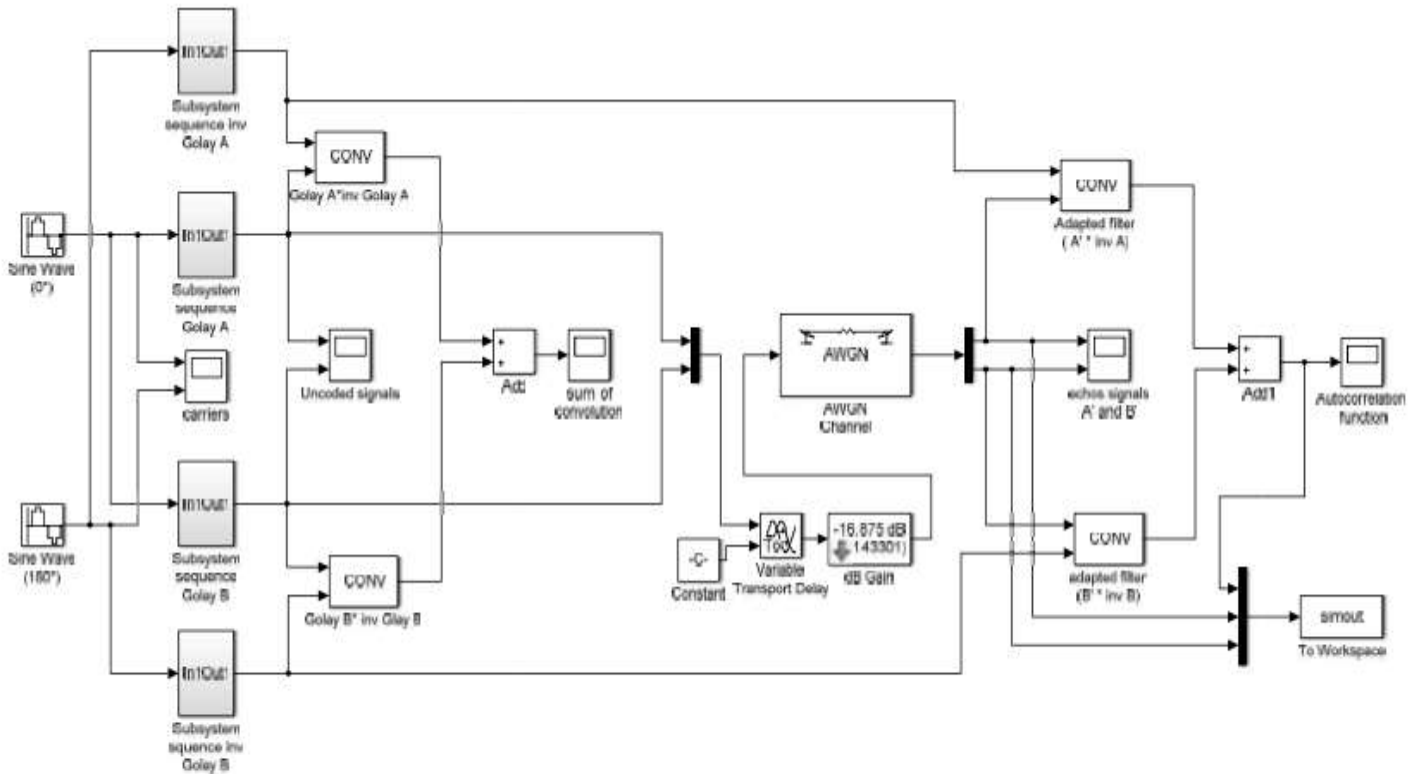 In1Out1
Subsystem
sequence inv
Golay A
CONV
Golay A*inv Golay A
Sine Wave
(0°)
In1Out1
Subsystem
sequence
Golay A
carriers
Uncoded signals
+
+
Add
sum of
convolution
AWGN
AWGN
Channel
CONV
Adapted filter
( A' * inv A)
echos signals
A' and B'
+
+
Add1
Autocorrelation
function
Sine Wave
(180°)
In1Out1
Subsystem
sequence
Golay B
CONV
Golay B* inv Glay B
-C-
Constant
Variable
Transport Delay
-16.875 dB
143301)
dB Gain
CONV
adapted filter
(B' * inv B)
simout
To Workspace
In1Out1
Subsystem
squence inv
Golay B